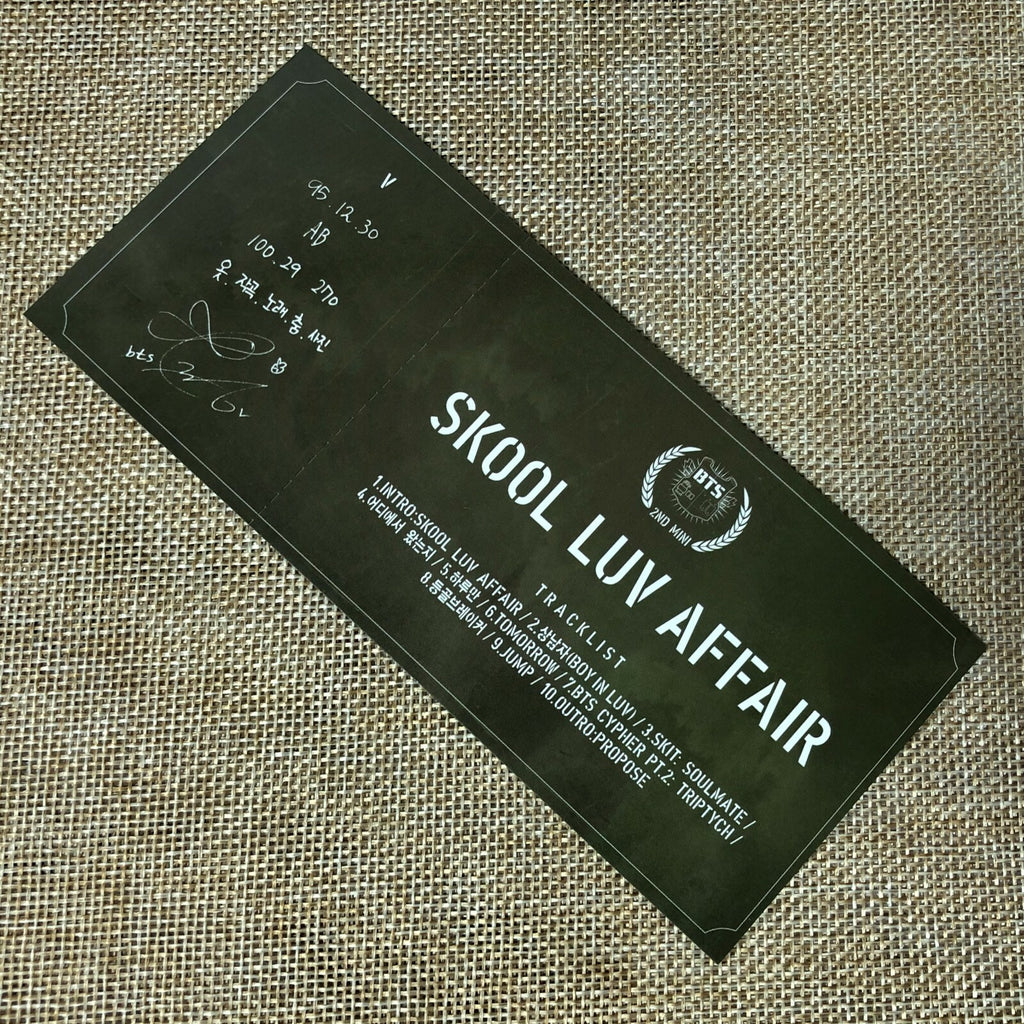 V
95.12.30
AB
100.29 270
옷.작곡.노래.춤.사진
bts
V
BTS
2ND MINI
SKOOL LUV AFFAIR
TRACKLIST
1.INTRO:SKOOL LUV AFFAIR / 2.상남자(BOY IN LUV) / 3.SKIT: SOULMATE /
4.어디에서 왔는지 / 5.하루만 / 6.TOMORROW / 7.BTS CYPHER PT.2: TRIPTYCH /
8.등골브레이커 / 9.JUMP / 10.OUTRO:PROPOSE